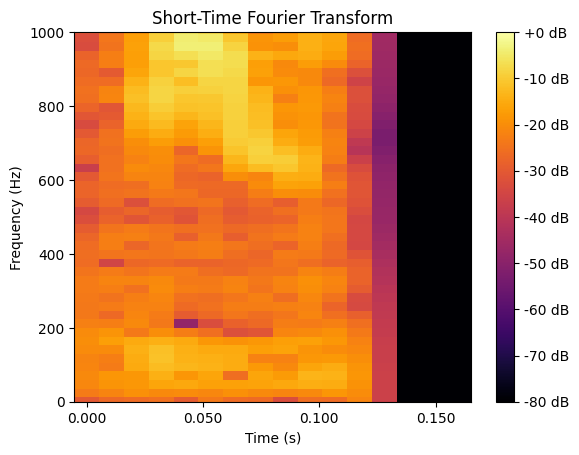 Short-Time Fourier Transform
1000
800
600
400
200
0
Frequency (Hz)
0.000
0.050
0.100
0.150
Time (s)
+0 dB
-10 dB
-20 dB
-30 dB
-40 dB
-50 dB
-60 dB
-70 dB
-80 dB